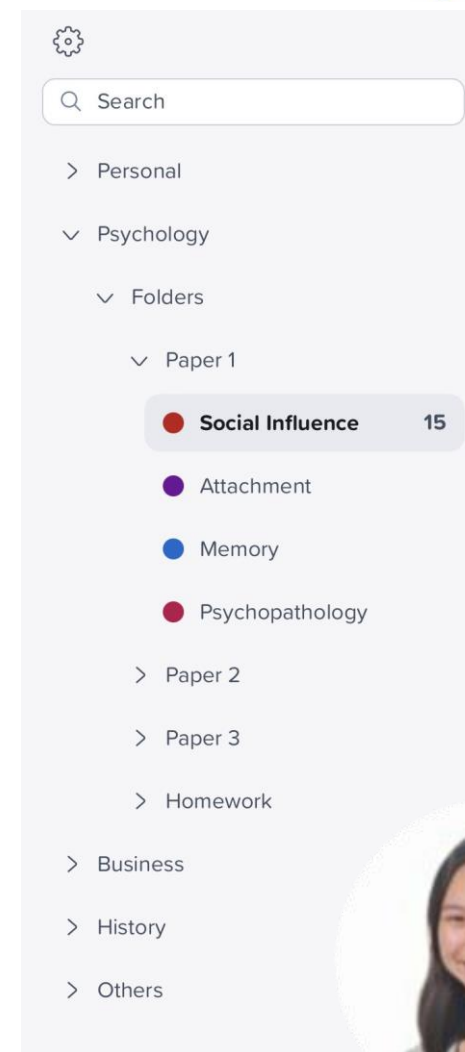 Search
Personal
Psychology
Folders
Paper 1
Social Influence 15
Attachment
Memory
Psychopathology
Paper 2
Paper 3
Homework
Business
History
Others